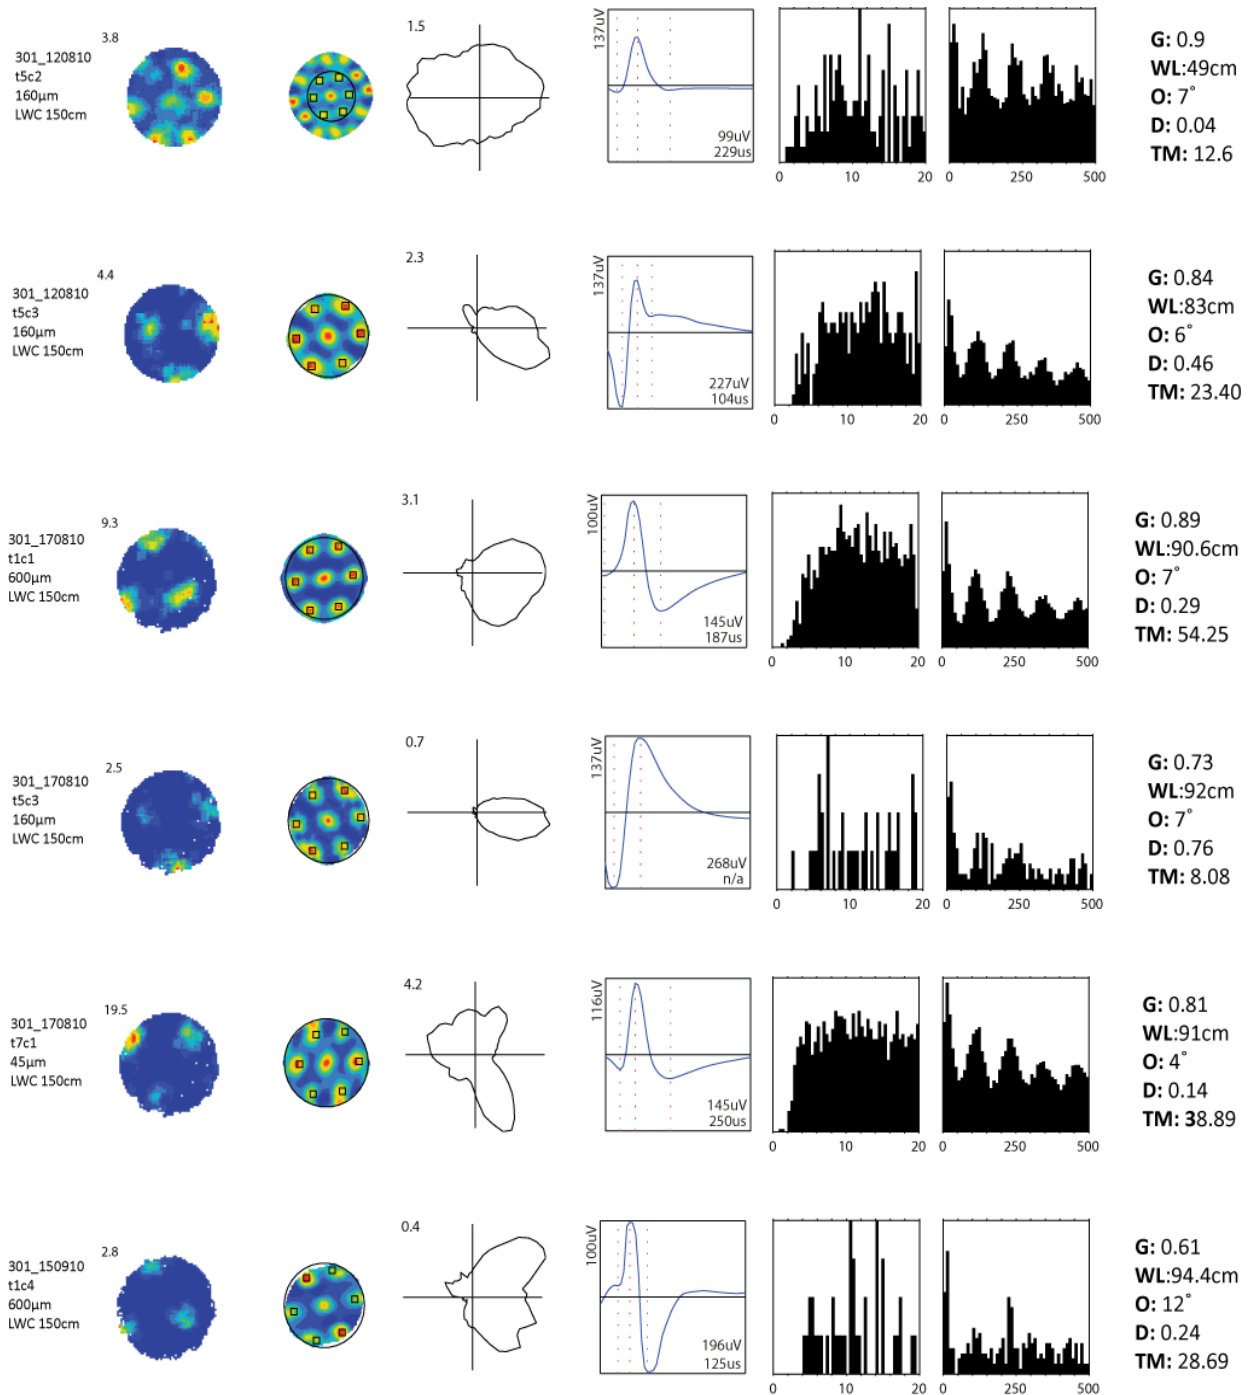 3.8
1.5
301_120810
t5c2
160µm
LWC 150cm
137uV
99uV
229us
0 10 20
0 250 500
G: 0.9
WL:49cm
O: 7°
D: 0.04
TM: 12.6
4.4
2.3
301_120810
t5c3
160µm
LWC 150cm
137uV
227uV
104us
0 10 20
0 250 500
G: 0.84
WL:83cm
O: 6°
D: 0.46
TM: 23.40
9.3
3.1
301_170810
t1c1
600µm
LWC 150cm
100uV
145uV
187us
0 10 20
0 250 500
G: 0.89
WL: 90.6cm
O: 7°
D: 0.29
TM: 54.25
2.5
0.7
301_170810
t5c3
160µm
LWC 150cm
137uV
268uV
n/a
0 10 20
0 250 500
G: 0.73
WL:92cm
O: 7°
D: 0.76
TM: 8.08
19.5
4.2
301_170810
t7c1
45µm
LWC 150cm
116uV
145uV
250us
0 10 20
0 250 500
G: 0.81
WL:91cm
O: 4°
D: 0.14
TM: 38.89
2.8
0.4
301_150910
t1c4
600µm
LWC 150cm
100uV
196uV
125us
0 10 20
0 250 500
G: 0.61
WL: 94.4cm
O: 12°
D: 0.24
TM: 28.69